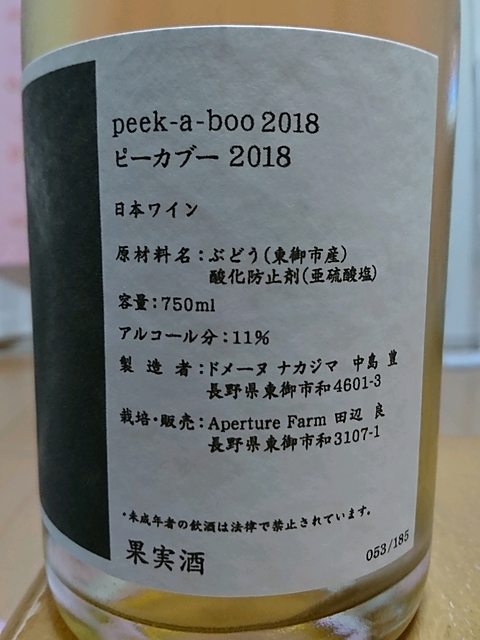 peek-a-boo 2018
ピーカブー 2018
日本ワイン
原材料名：ぶどう(東御市産)
酸化防止剤(亜硫酸塩)
容量：750ml
アルコール分：11%
製造者：ドメーヌ ナカジマ 中島 豊
長野県東御市和4601-3
栽培・販売：Aperture Farm 田辺 良
長野県東御市和3107-1
・未成年者の飲酒は法律で禁止されています。
果実酒
053/185